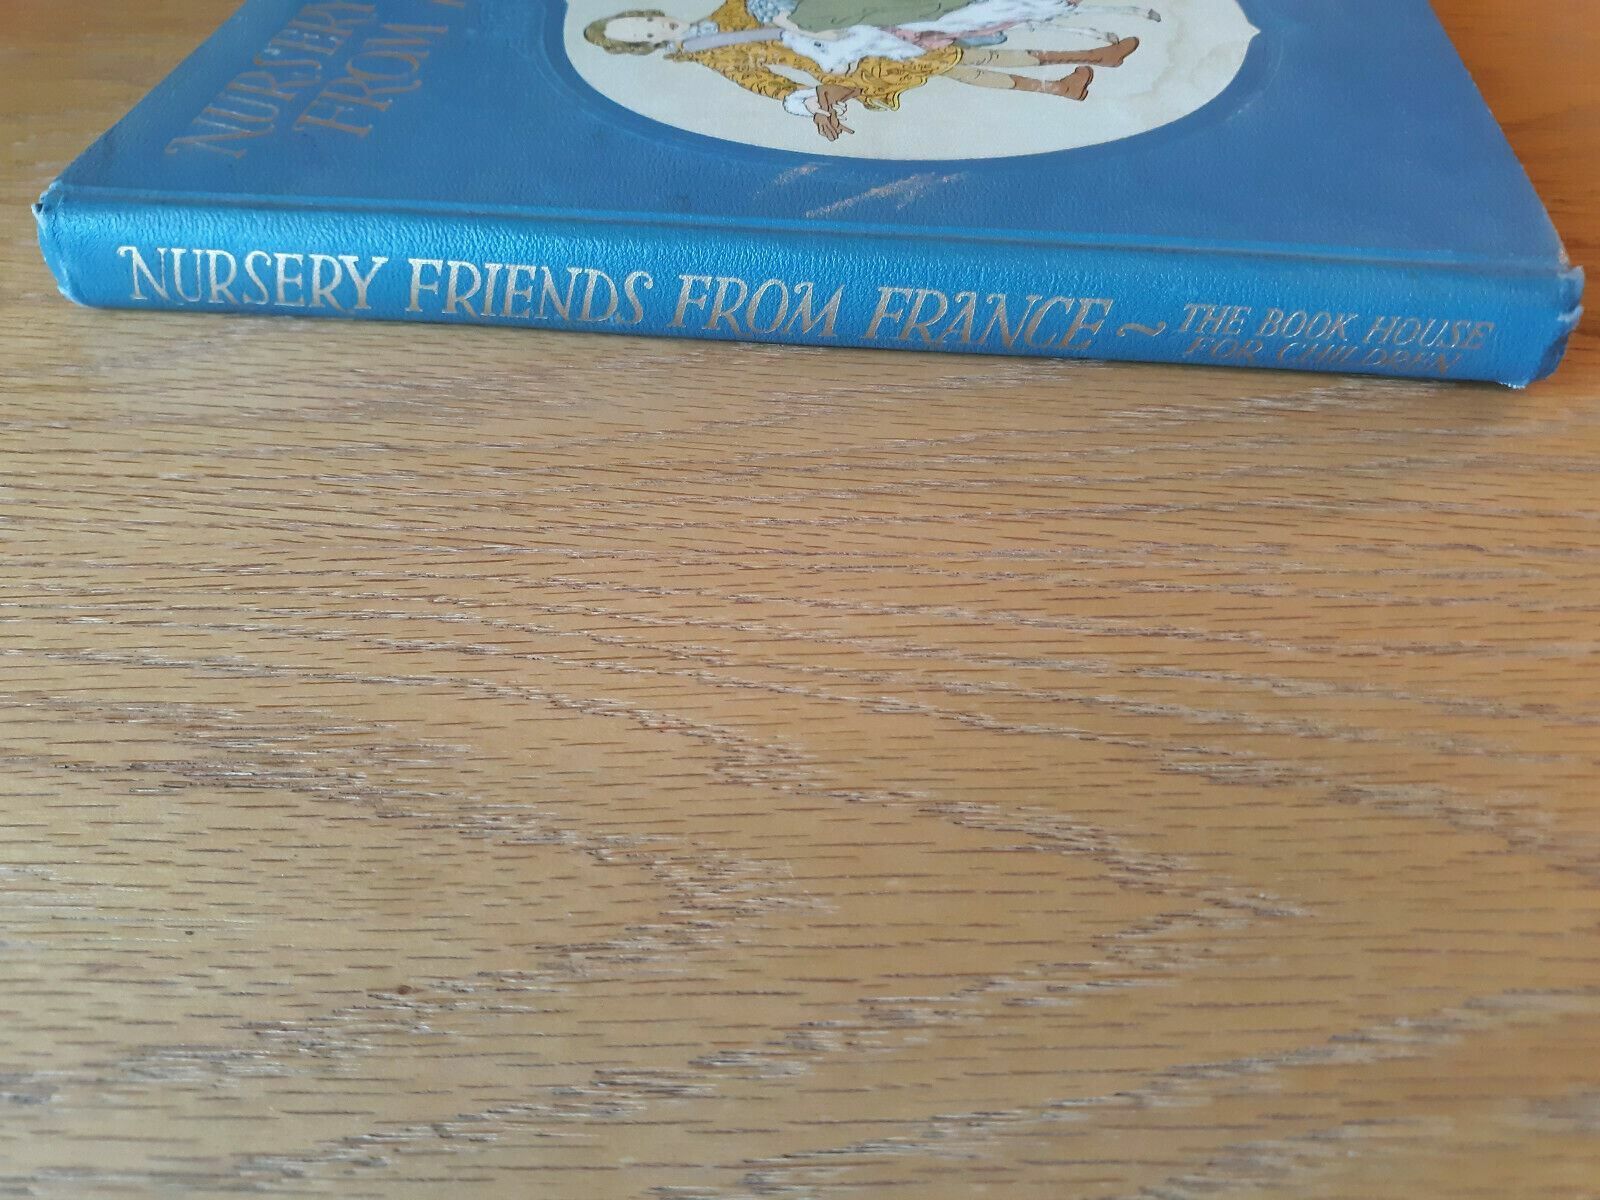 NURSERY
FROM
NURSERY FRIENDS FROM FRANCE ~ THE BOOK HOUSE
FOR CHILDREN